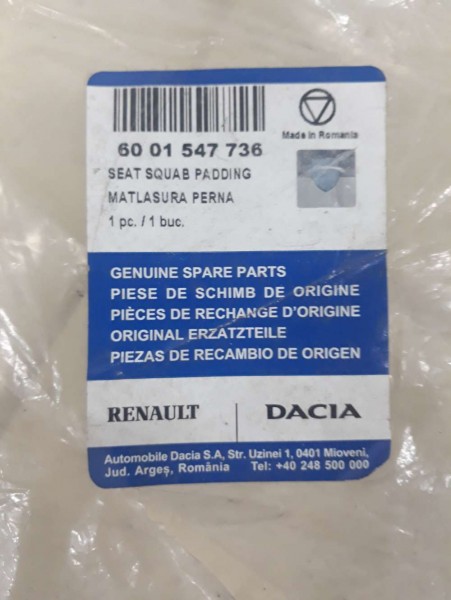 Made in Romania
60 01 547 736
SEAT SQUAB PADDING
MATLASURA PERNA
1 pc. / 1 buc.
GENUINE SPARE PARTS
PIESE DE SCHIMB DE ORIGINE
PIÈCES DE RECHANGE D'ORIGINE
ORIGINAL ERZATZTEILE
PIEZAS DE RECAMBIO DE ORIGEN
RENAULT | DACIA
Automobile Dacia S.A, Str. Uzinei 1, 0401 Mioveni,
Jud. Argeş, România Tel: +40 248 500 000